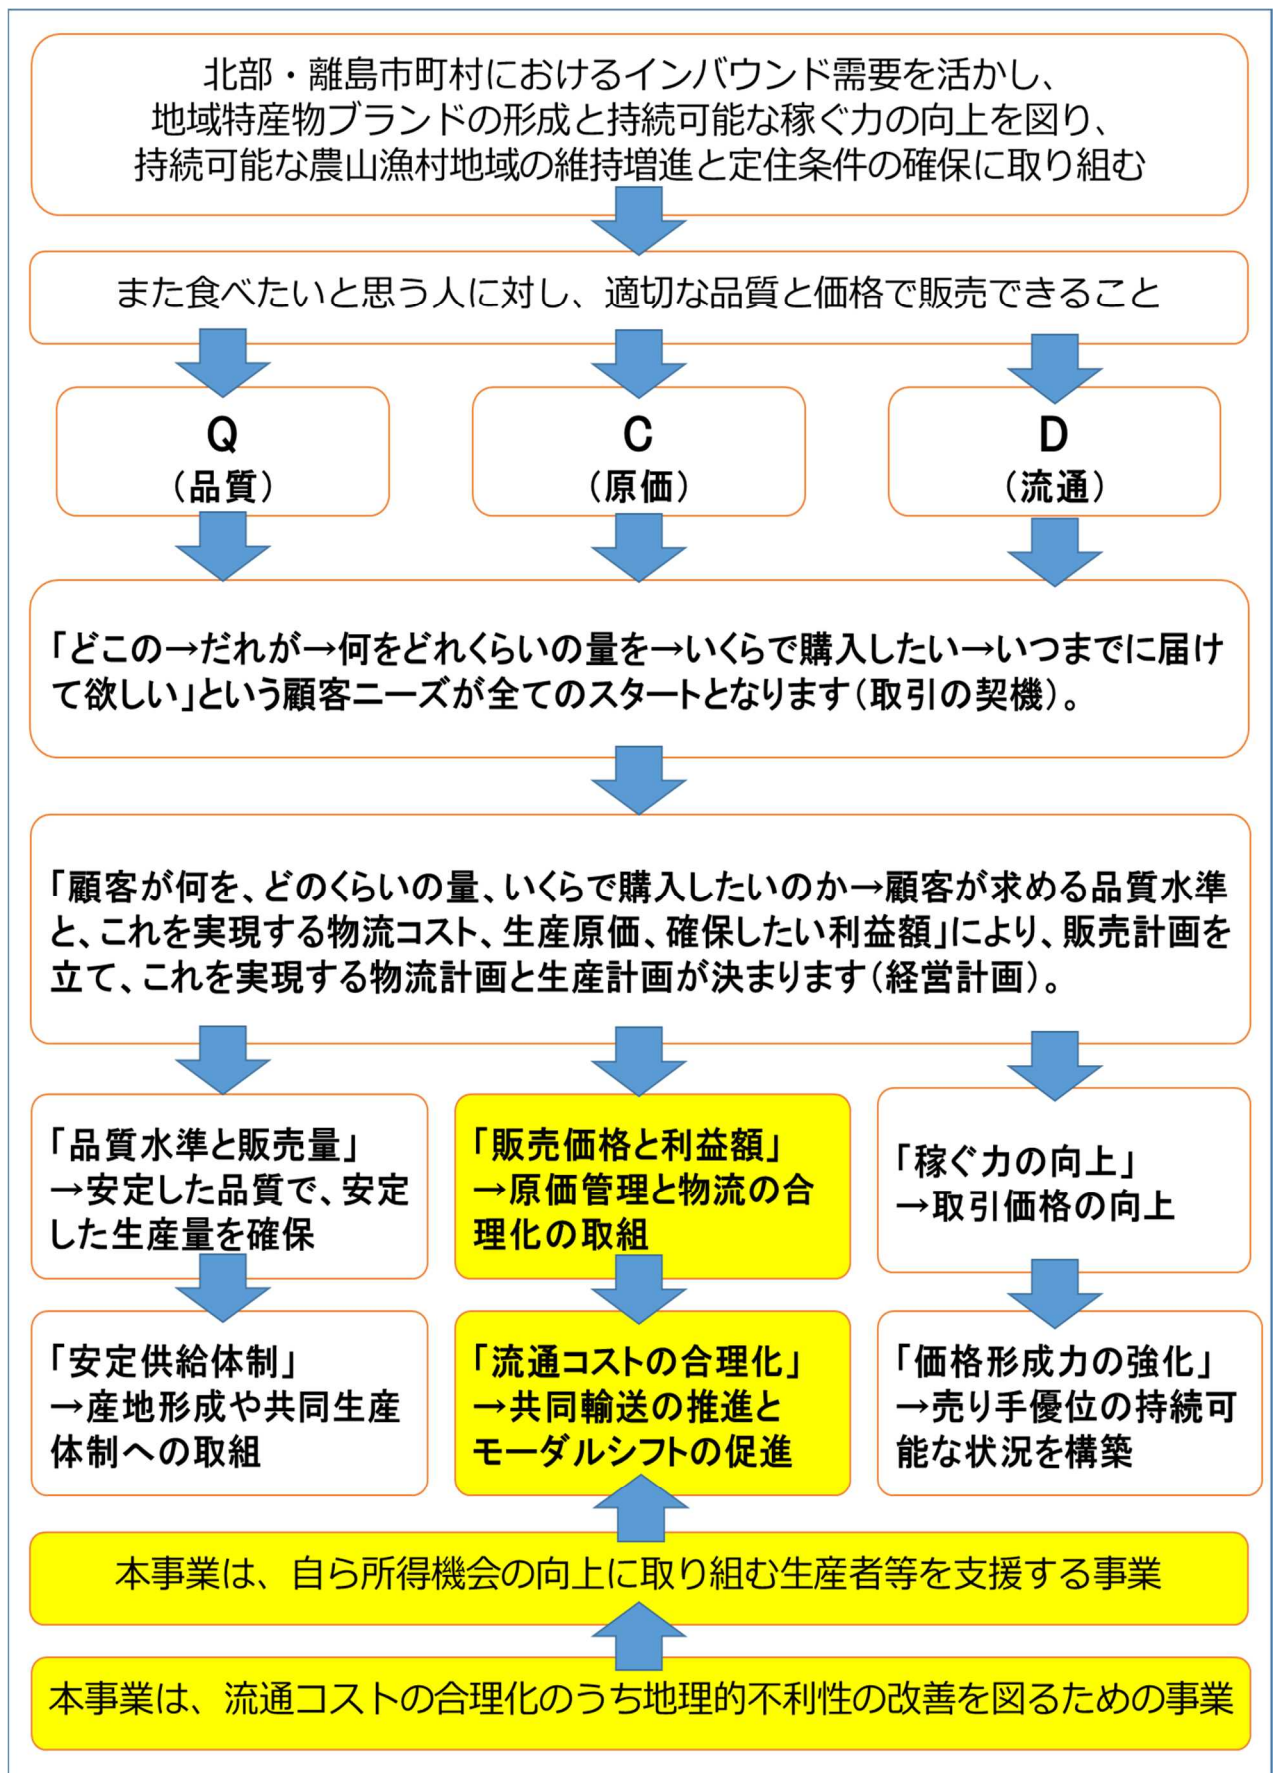 北部・離島市町村におけるインバウンド需要を活かし、
地域特産物ブランドの形成と持続可能な稼ぐ力の向上を図り、
持続可能な農山漁村地域の維持増進と定住条件の確保に取り組む
また食べたいと思う人に対し、適切な品質と価格で販売できること
Q
（品質）
C
（原価）
D
（流通）
「どこの→だれが→何をどれくらいの量を→いくらで購入したい→いつまでに届け
て欲しい」という顧客ニーズが全てのスタートとなります（取引の契機）。
「顧客が何を、どのくらいの量、いくらで購入したいのか→顧客が求める品質水準
と、これを実現する物流コスト、生産原価、確保したい利益額」により、販売計画を
立て、これを実現する物流計画と生産計画が決まります（経営計画）。
「品質水準と販売量」
→安定した品質で、安定
した生産量を確保
「販売価格と利益額」
→原価管理と物流の合
理化の取組
「稼ぐ力の向上」
→取引価格の向上
「安定供給体制」
→産地形成や共同生産
体制への取組
「流通コストの合理化」
→共同輸送の推進と
モーダルシフトの促進
「価格形成力の強化」
→売り手優位の持続可
能な状況を構築
本事業は、自ら所得機会の向上に取り組む生産者等を支援する事業
本事業は、流通コストの合理化のうち地理的不利性の改善を図るための事業